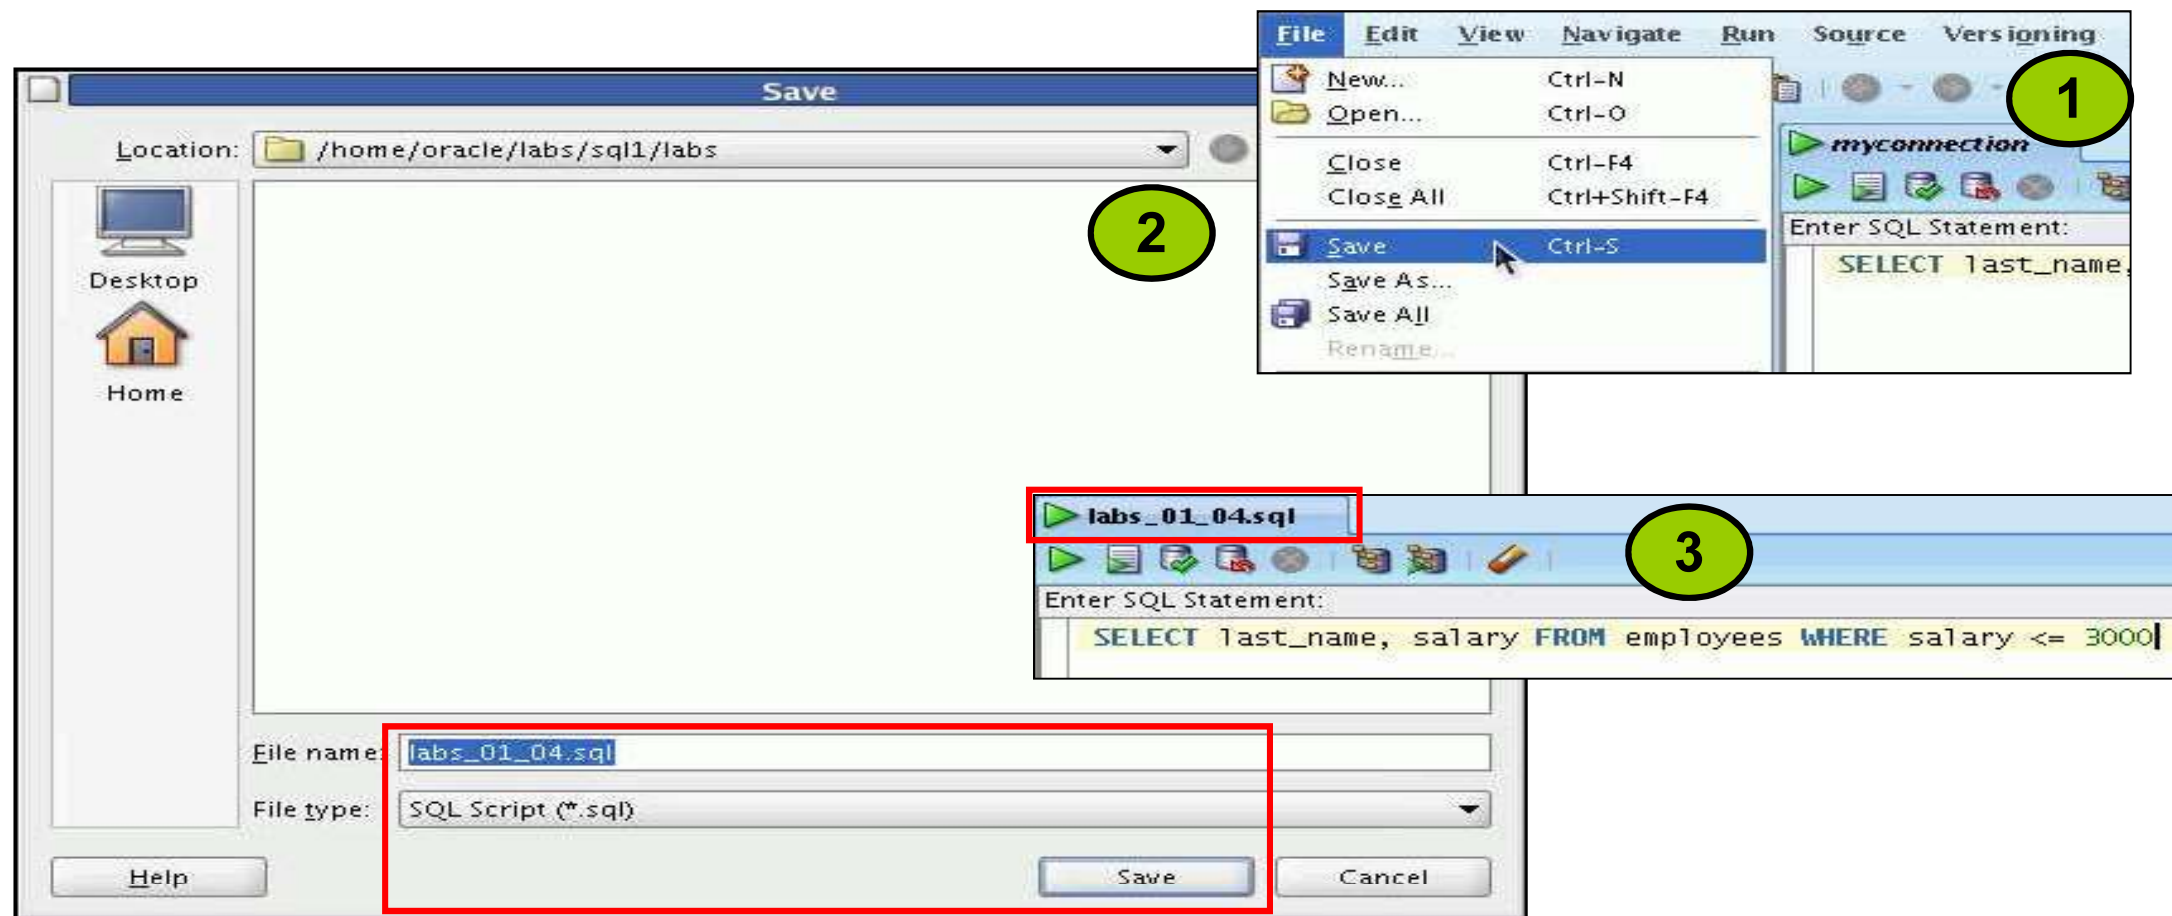 File Edit View Navigate Run Source Versioning
New... Ctrl-N
Open... Ctrl-O
Close Ctrl-F4
Close All Ctrl+Shift-F4
Save Ctrl-S
Save As...
Save All
Rename...
1
myconnection
Enter SQL Statement:
SELECT last_name,
Save
Location: /home/oracle/labs/sql1/labs
2
Desktop
Home
labs_01_04.sql
3
Enter SQL Statement:
SELECT last_name, salary FROM employees WHERE salary <= 3000
File name: labs_01_04.sql
File type: SQL Script (*.sql)
Help Save Cancel